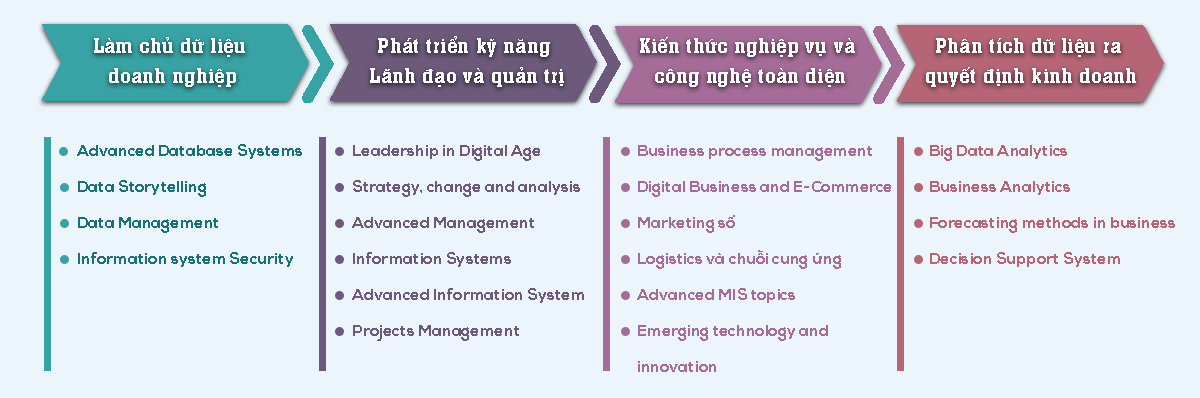 Làm chủ dữ liệu
doanh nghiệp
Phát triển kỹ năng
Lãnh đạo và quản trị
Kiến thức nghiệp vụ và
công nghệ toàn diện
Phân tích dữ liệu ra
quyết định kinh doanh
Advanced Database Systems
Data Storytelling
Data Management
Information system Security
Leadership in Digital Age
Strategy, change and analysis
Advanced Management
Information Systems
Advanced Information System
Projects Management
Business process management
Digital Business and E-Commerce
Marketing số
Logistics và chuỗi cung ứng
Advanced MIS topics
Emerging technology and
innovation
Big Data Analytics
Business Analytics
Forecasting methods in business
Decision Support System